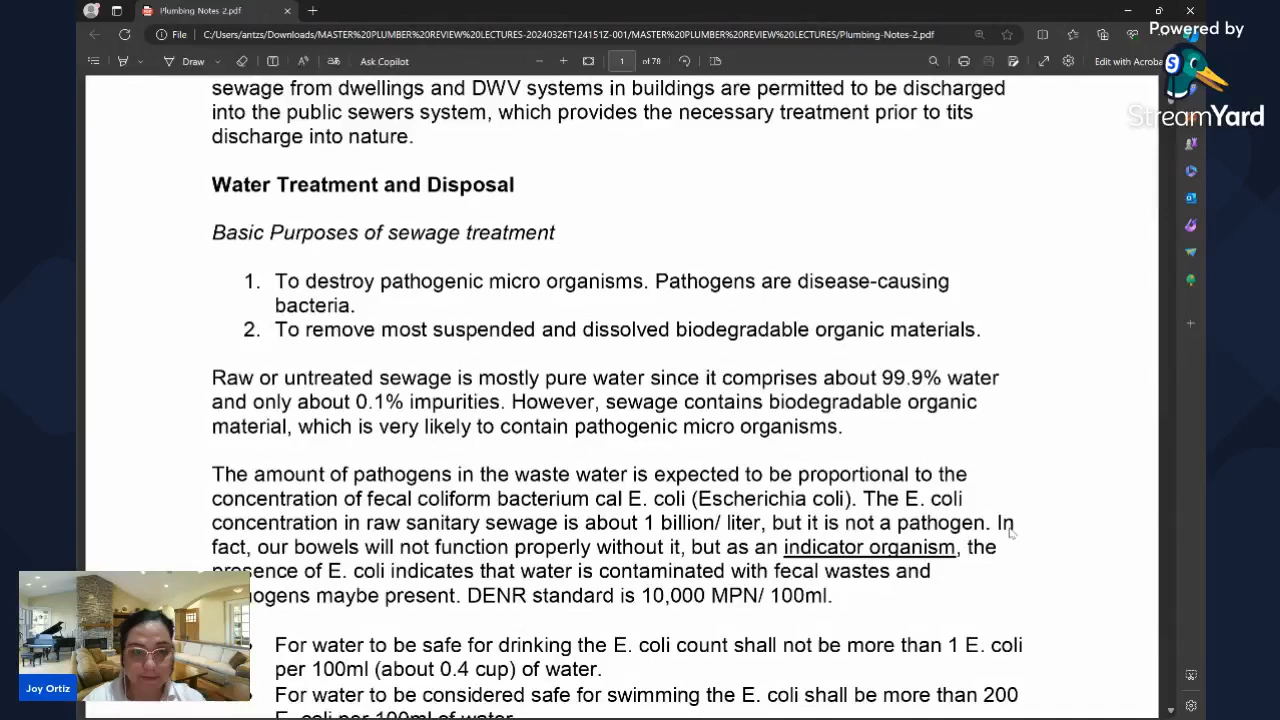 Plumbing Notes 2.pdf
File
C:/Users/antzs/Downloads/MASTER%20PLUMBER%20REVIEW%20LECTURES-20240326T124151Z-001/MASTER%20PLUMBER%20REVIEW%20LECTURES/Plumbing-Notes-2.pdf
Powered by
StreamYard
Draw
Ask Copilot
1 of 78
Edit with Acroba
sewage from dwellings and DWV systems in buildings are permitted to be discharged
into the public sewers system, which provides the necessary treatment prior to tits
discharge into nature.
Water Treatment and Disposal
Basic Purposes of sewage treatment
1. To destroy pathogenic micro organisms. Pathogens are disease-causing
bacteria.
2. To remove most suspended and dissolved biodegradable organic materials.
Raw or untreated sewage is mostly pure water since it comprises about 99.9% water
and only about 0.1% impurities. However, sewage contains biodegradable organic
material, which is very likely to contain pathogenic micro organisms.
The amount of pathogens in the waste water is expected to be proportional to the
concentration of fecal coliform bacterium cal E. coli (Escherichia coli). The E. coli
concentration in raw sanitary sewage is about 1 billion/ liter, but it is not a pathogen. In
fact, our bowels will not function properly without it, but as an indicator organism, the
presence of E. coli indicates that water is contaminated with fecal wastes and
ogens maybe present. DENR standard is 10,000 MPN/ 100ml.
For water to be safe for drinking the E. coli count shall not be more than 1 E. coli
per 100ml (about 0.4 cup) of water.
For water to be considered safe for swimming the E. coli shall be more than 200
E. coli per 100ml of water
Joy Ortiz